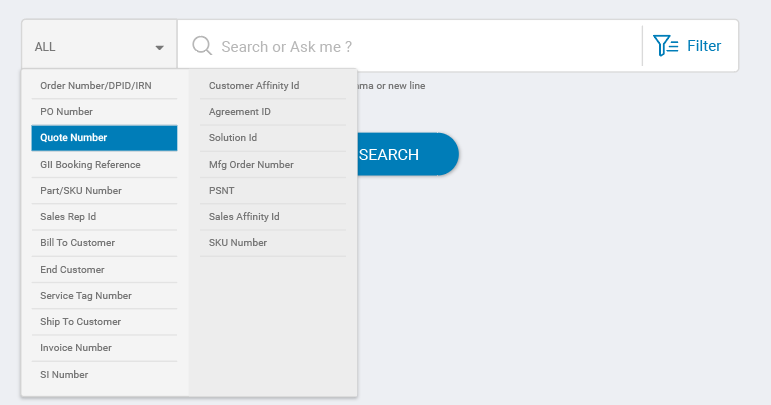 ALL
Search or Ask me ?
Filter
Order Number/DPID/IRN
PO Number
Quote Number
GII Booking Reference
Part/SKU Number
Sales Rep Id
Bill To Customer
End Customer
Service Tag Number
Ship To Customer
Invoice Number
SI Number
Customer Affinity Id
Agreement ID
Solution Id
Mfg Order Number
PSNT
Sales Affinity Id
SKU Number
or new line
SEARCH